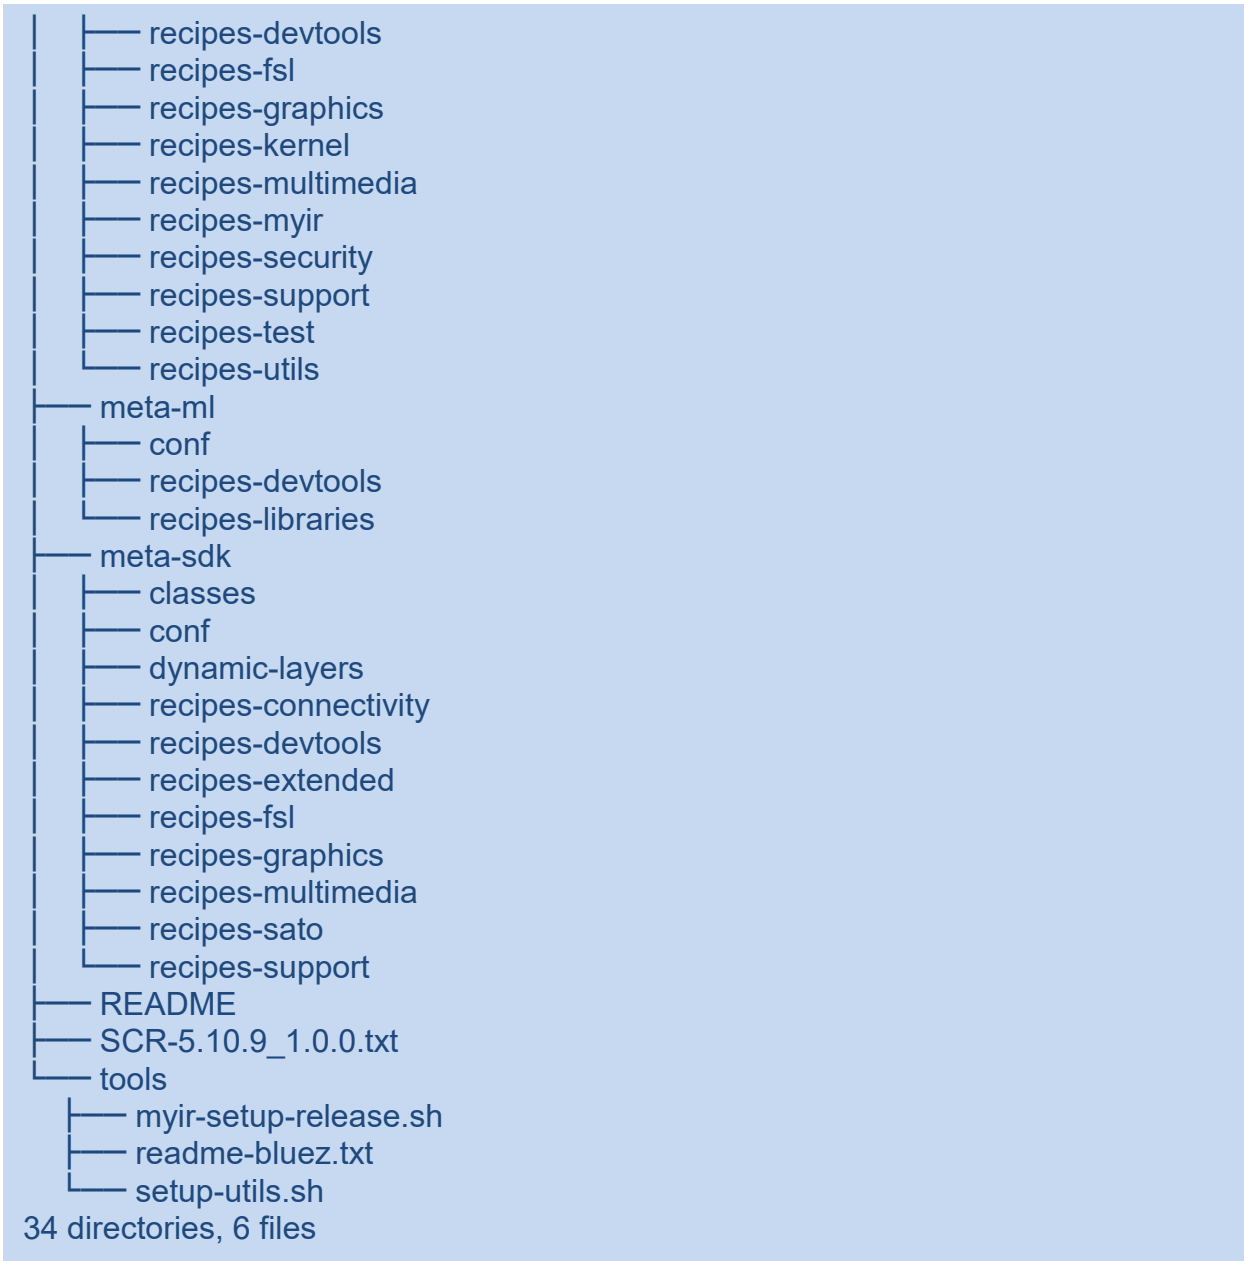 │   ├── recipes-devtools
│   ├── recipes-fsl
│   ├── recipes-graphics
│   ├── recipes-kernel
│   ├── recipes-multimedia
│   ├── recipes-myir
│   ├── recipes-security
│   ├── recipes-support
│   ├── recipes-test
│   └── recipes-utils
├── meta-ml
│   ├── conf
│   ├── recipes-devtools
│   └── recipes-libraries
├── meta-sdk
│   ├── classes
│   ├── conf
│   ├── dynamic-layers
│   ├── recipes-connectivity
│   ├── recipes-devtools
│   ├── recipes-extended
│   ├── recipes-fsl
│   ├── recipes-graphics
│   ├── recipes-multimedia
│   ├── recipes-sato
│   └── recipes-support
├── README
├── SCR-5.10.9_1.0.0.txt
└── tools
    ├── myir-setup-release.sh
    ├── readme-bluez.txt
    └── setup-utils.sh
34 directories, 6 files